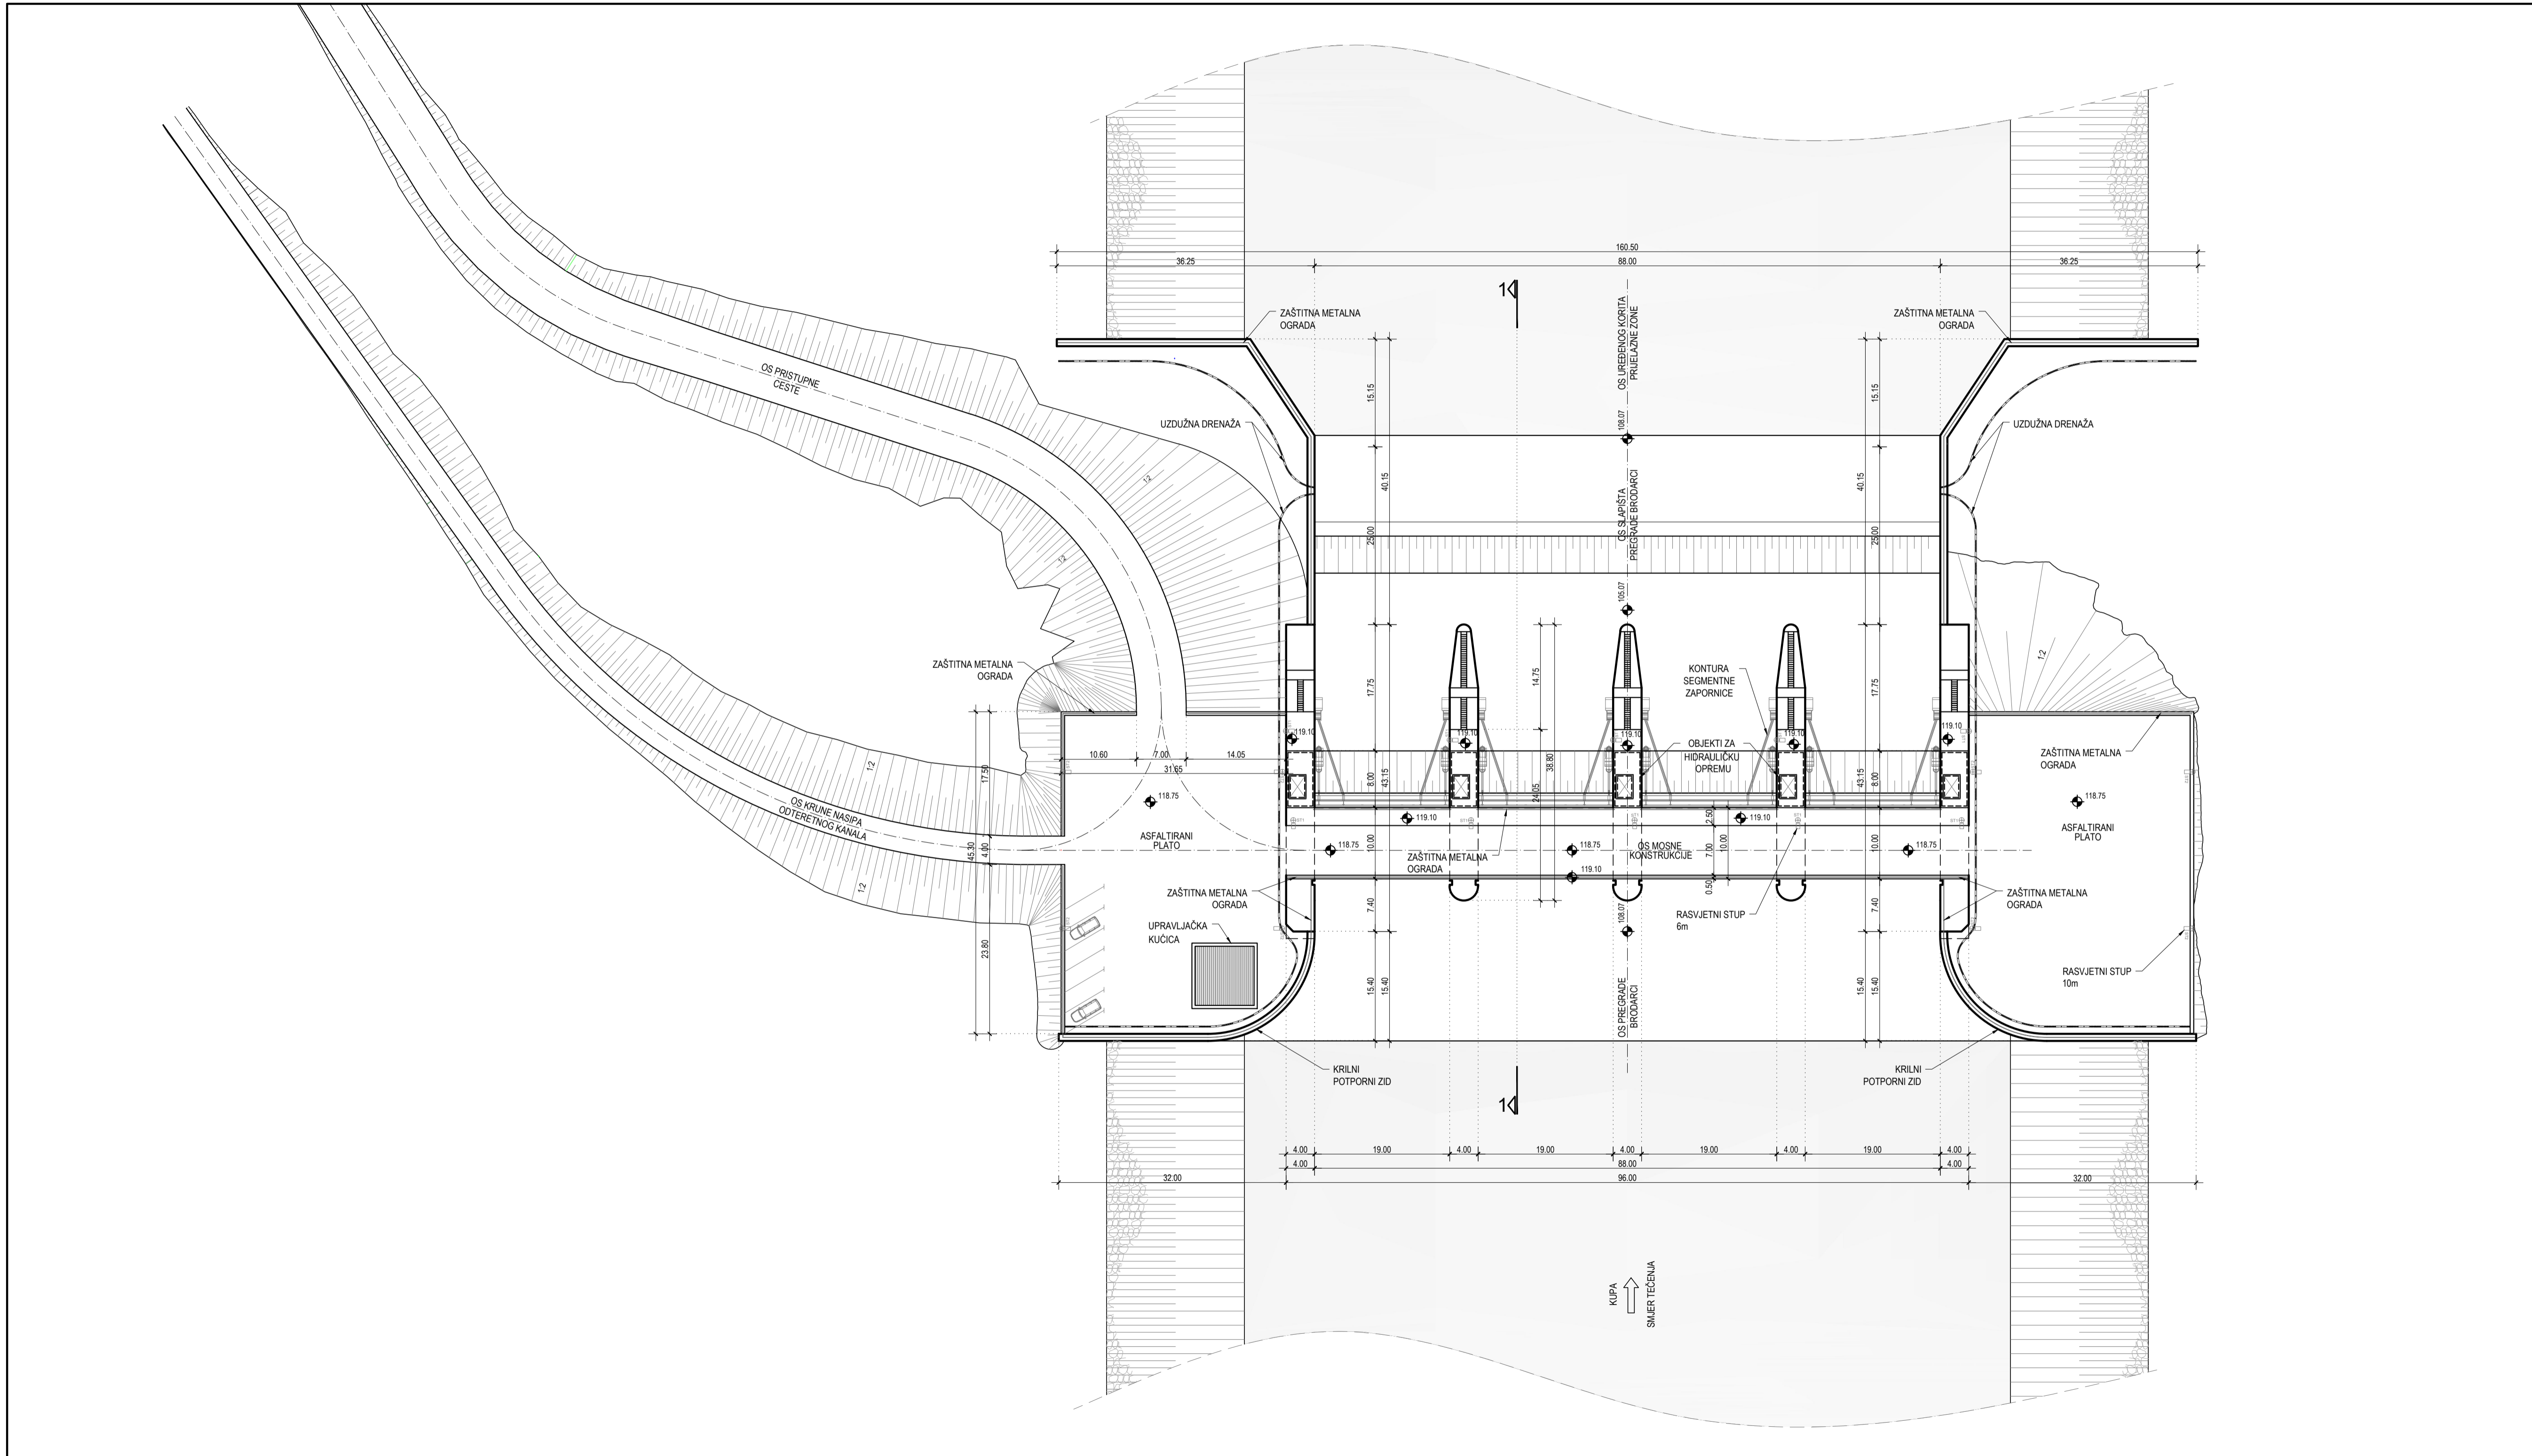 160.50
36.25
88.00
36.25
1
ZAŠTITNA METALNA
OGRADA
OS UREĐENOG KORITA
PRIJELAZNE ZONE
ZAŠTITNA METALNA
OGRADA
15.15
15.15
OS PRISTUPNE
CESTE
UZDUŽNA DRENAŽA
108.07
UZDUŽNA DRENAŽA
1:2
40.15
40.15
OS SLAPIŠTA
PREGRADE BRODARCI
25.00
25.00
1:2
105.07
1:2
ZAŠTITNA METALNA
OGRADA
14.75
17.75
17.75
KONTURA
SEGMENTNE
ZAPORNICE
119.10
119.10
119.10
119.10
119.10
OBJEKTI ZA
HIDRAULIČKU
OPREMU
ZAŠTITNA METALNA
OGRADA
10.60
7.00
14.05
31.65
1:2
17.50
38.80
24.05
8.00
43.15
43.15
8.00
118.75
118.75
OS KRUNE NASIPA
ODTERETNOG KANALA
119.10
119.10
2.50
ASFALTIRANI
PLATO
ASFALTIRANI
PLATO
45.30
4.00
10.00
7.00
10.00
10.00
118.75
118.75
118.75
OS MOSNE
KONSTRUKCIJE
ZAŠTITNA METALNA
OGRADA
119.10
0.50
1:2
ZAŠTITNA METALNA
OGRADA
ZAŠTITNA METALNA
OGRADA
7.40
7.40
108.07
RASVJETNI STUP
6m
UPRAVLJAČKA
KUĆICA
23.80
RASVJETNI STUP
10m
15.40
15.40
15.40
15.40
OS PREGRADE
BRODARCI
KRILNI
POTPORNI ZID
KRILNI
POTPORNI ZID
1
4.00
19.00
4.00
19.00
4.00
19.00
4.00
19.00
4.00
4.00
88.00
4.00
32.00
96.00
32.00
KUPA
SMJER TEČENJA